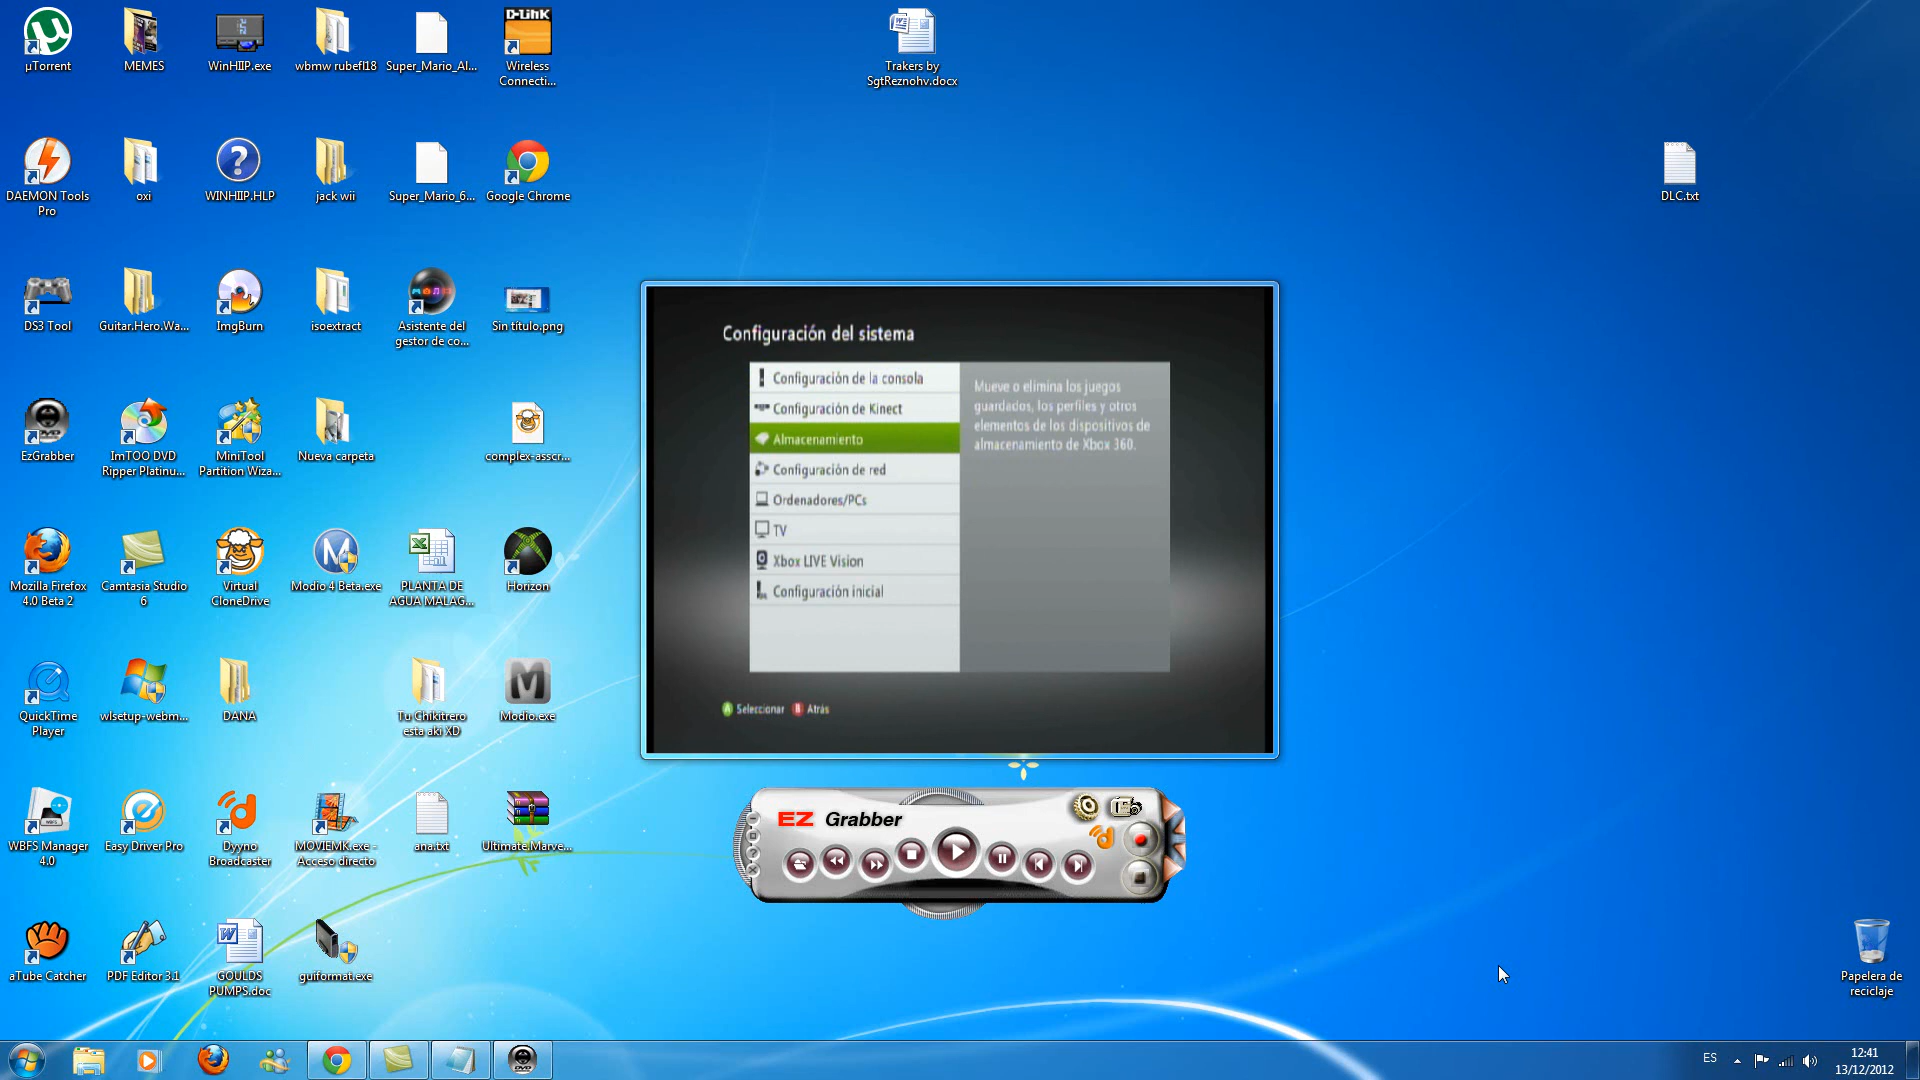 µTorrent
MEMES
WinHIIP.exe
wbmw rubefl18
Super_Mario_Al...
D-Link
Wireless
Connecti...
Trakers by
SgtReznohv.docx
DAEMON Tools
Pro
oxi
WINHIIP.HLP
jack wii
Super_Mario_6...
Google Chrome
DLC.txt
DS3 Tool
Guitar.Hero.Wa...
ImgBurn
isoextract
Asistente del
gestor de co...
Sin título.png
EzGrabber
ImTOO DVD
Ripper Platinu...
MiniTool
Partition Wiza...
Nueva carpeta
complex-asscr...
Mozilla Firefox
4.0 Beta 2
Camtasia Studio
6
Virtual
CloneDrive
Modio 4 Beta.exe
PLANTA DE
AGUA MALAG...
Horizon
QuickTime
Player
wlsetup-webm...
DANA
Tu Chikitrero
esta aki XD
Modio.exe
WBFS Manager
4.0
Easy Driver Pro
Dyyno
Broadcaster
MOVIEMK.exe -
Acceso directo
ana.txt
Ultimate.Marve...
aTube Catcher
PDF Editor 3.1
GOULDS
PUMPS.doc
guiformat.exe
Papelera de
reciclaje
Configuración del sistema
Configuración de la consola
Configuración de Kinect
Almacenamiento
Configuración de red
Ordenadores/PCs
TV
Xbox LIVE Vision
Configuración inicial
Mueve o elimina los juegos
guardados, los perfiles y otros
elementos de los dispositivos de
almacenamiento de Xbox 360.
A Seleccionar B Atrás
EZ Grabber
ES
12:41
13/12/2012